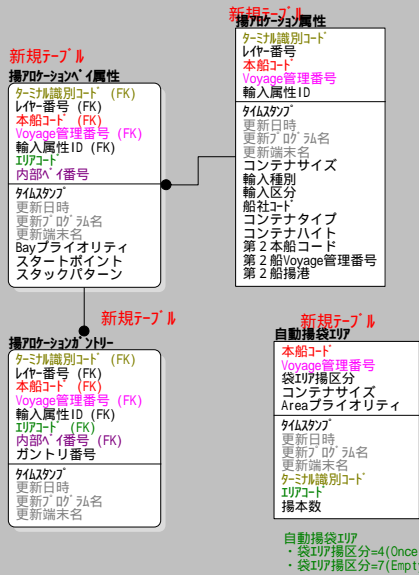 新規ﾃｰﾌﾞﾙ
揚ｱﾛｹｰｼｮﾝﾍﾞｲ属性
ﾀｰﾐﾅﾙ識別ｺｰﾄﾞ (FK)
ﾚｲﾔｰ番号 (FK)
本船ｺｰﾄﾞ (FK)
Voyage管理番号 (FK)
輸入属性ID (FK)
ｴﾘｱｺｰﾄﾞ
内部ﾍﾞｲ番号
ﾀｲﾑｽﾀﾝﾌﾟ
更新日時
更新ﾌﾟﾛｸﾞﾗﾑ名
更新端末名
Bayプライオリティ
スタートポイント
スタックパターン
新規ﾃｰﾌﾞﾙ
揚ｱﾛｹｰｼｮﾝ属性
ﾀｰﾐﾅﾙ識別ｺｰﾄﾞ
ﾚｲﾔｰ番号
本船ｺｰﾄﾞ
Voyage管理番号
輸入属性ID
ﾀｲﾑｽﾀﾝﾌﾟ
更新日時
更新ﾌﾟﾛｸﾞﾗﾑ名
更新端末名
コンテナサイズ
輸入種別
輸入区分
船社ｺｰﾄﾞ
コンテナタイプ
コンテナハイト
第2本船コード
第2船Voyage管理番号
第2船揚港
新規ﾃｰﾌﾞﾙ
揚ｱﾛｹｰｼｮﾝｶﾞﾝﾄﾘｰ
ﾀｰﾐﾅﾙ識別ｺｰﾄﾞ (FK)
ﾚｲﾔｰ番号 (FK)
本船ｺｰﾄﾞ (FK)
Voyage管理番号 (FK)
輸入属性ID (FK)
ｴﾘｱｺｰﾄﾞ (FK)
内部ﾍﾞｲ番号 (FK)
ガントリ番号
ﾀｲﾑｽﾀﾝﾌﾟ
更新日時
更新ﾌﾟﾛｸﾞﾗﾑ名
更新端末名
新規ﾃｰﾌﾞﾙ
自動揚袋ｴﾘｱ
本船ｺｰﾄﾞ
Voyage管理番号
袋ｴﾘｱ揚区分
コンテナサイズ
Areaプライオリティ
ﾀｲﾑｽﾀﾝﾌﾟ
更新日時
更新ﾌﾟﾛｸﾞﾗﾑ名
更新端末名
ﾀｰﾐﾅﾙ識別ｺｰﾄﾞ
ｴﾘｱｺｰﾄﾞ
揚本数
自動揚袋ｴﾘｱ
・袋ｴﾘｱ揚区分=4(Once
・袋ｴﾘｱ揚区分=7(Empt